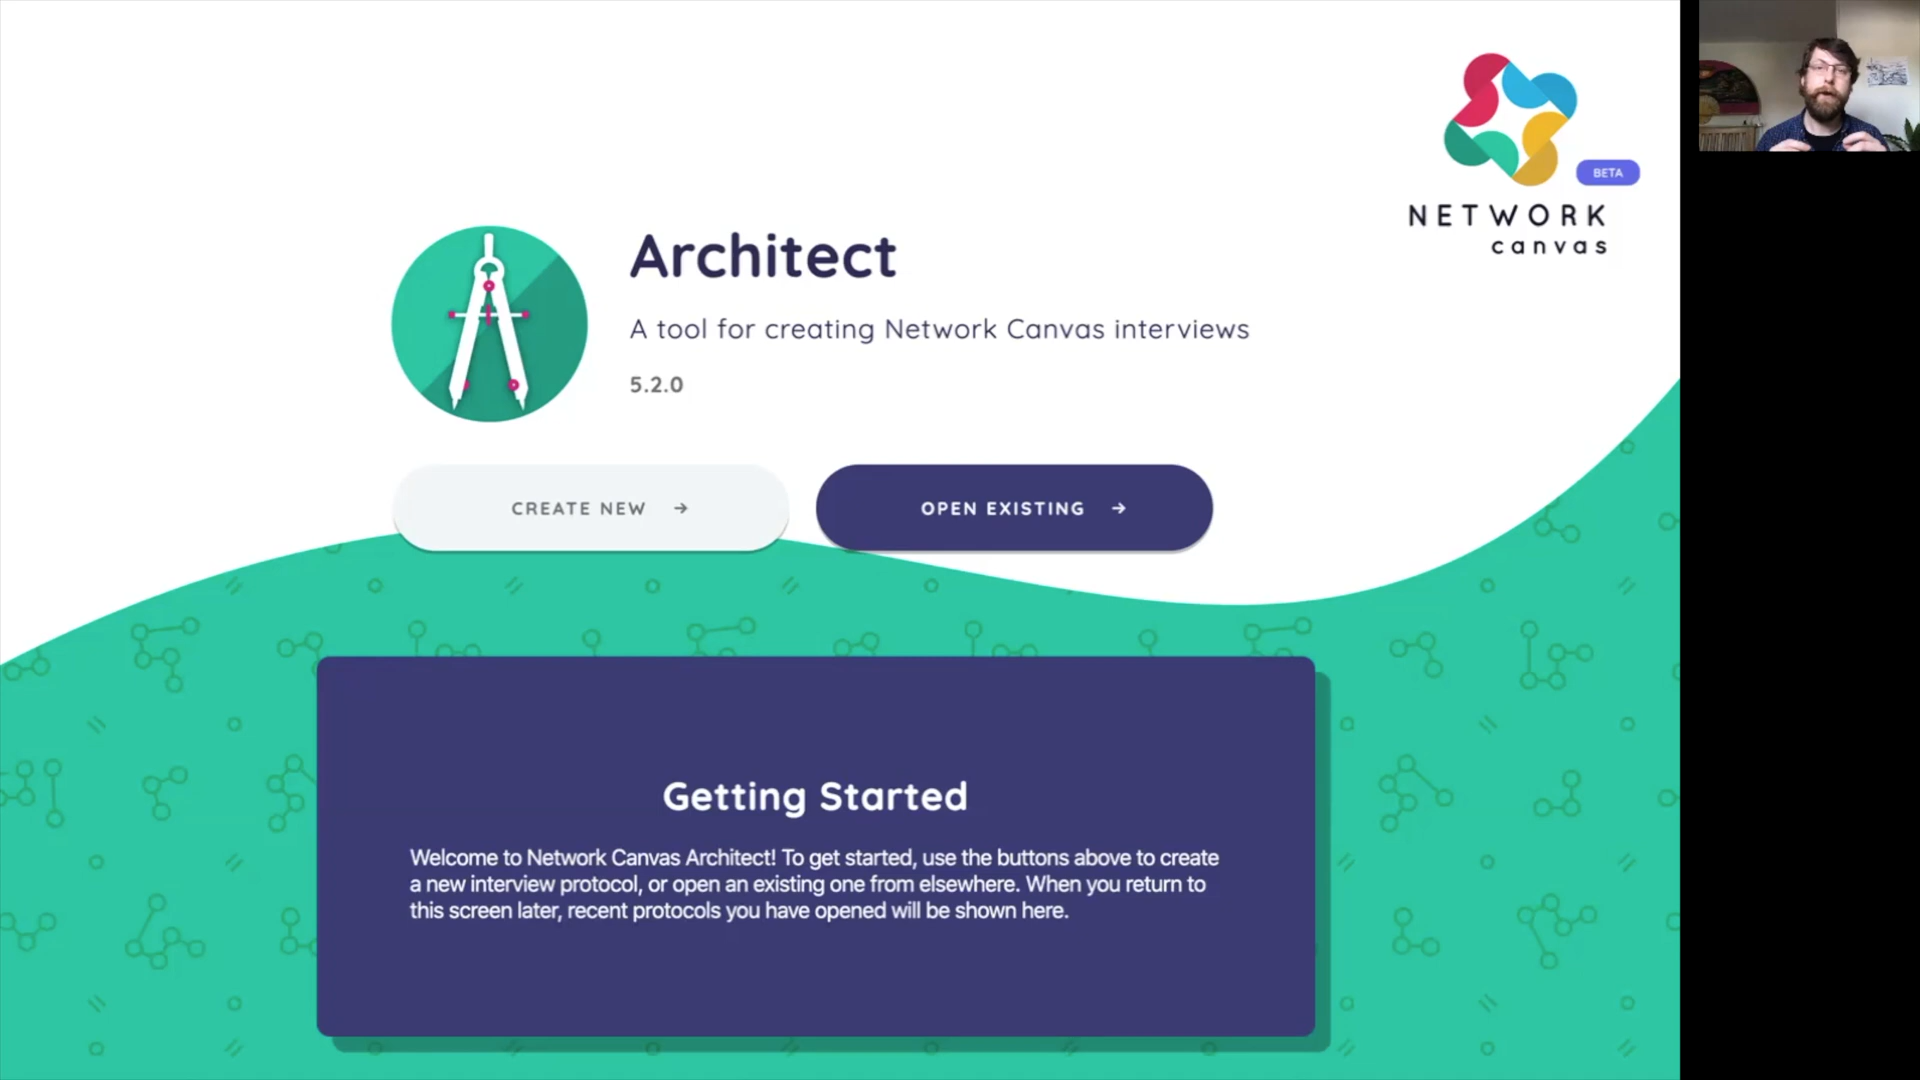 BETA
NETWORK
canvas
Architect
A tool for creating Network Canvas interviews
5.2.0
CREATE NEW →
OPEN EXISTING →
Getting Started
Welcome to Network Canvas Architect! To get started, use the buttons above to create
a new interview protocol, or open an existing one from elsewhere. When you return to
this screen later, recent protocols you have opened will be shown here.